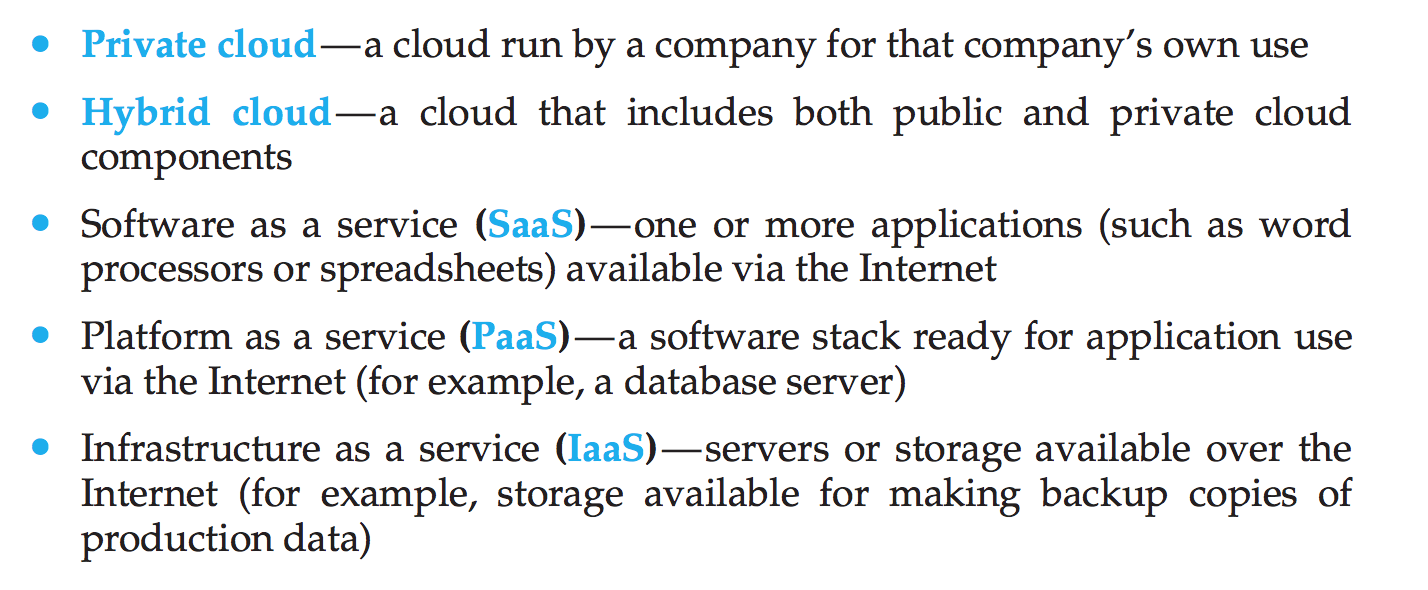 • Private cloud—a cloud run by a company for that company’s own use
• Hybrid cloud—a cloud that includes both public and private cloud
components
• Software as a service (SaaS)—one or more applications (such as word
processors or spreadsheets) available via the Internet
• Platform as a service (PaaS)—a software stack ready for application use
via the Internet (for example, a database server)
• Infrastructure as a service (IaaS)—servers or storage available over the
Internet (for example, storage available for making backup copies of
production data)